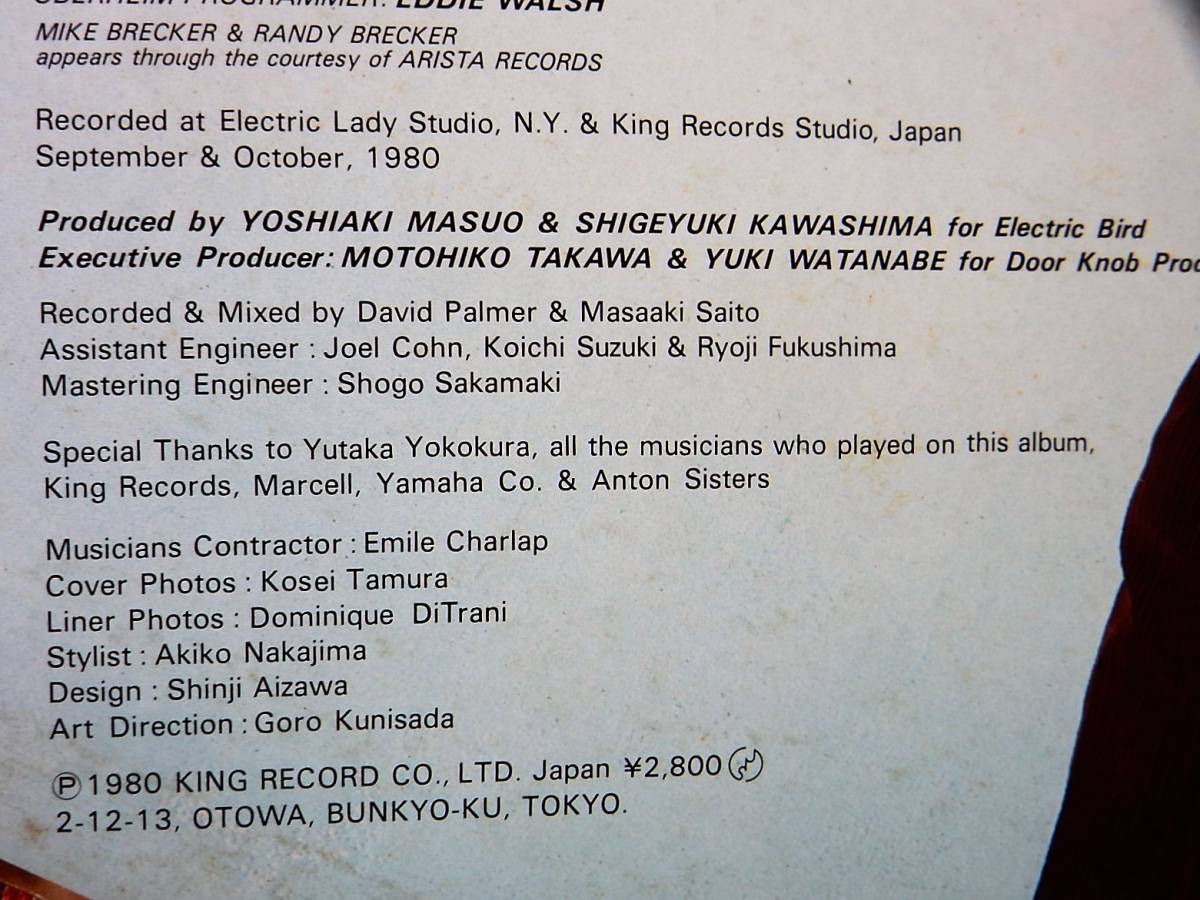 OBERHEIM PROGRAMMER: EDDIE WALSH
MIKE BRECKER & RANDY BRECKER
appears through the courtesy of ARISTA RECORDS
Recorded at Electric Lady Studio, N.Y. & King Records Studio, Japan
September & October, 1980
Produced by YOSHIAKI MASUO & SHIGEYUKI KAWASHIMA for Electric Bird
Executive Producer: MOTOHIKO TAKAWA & YUKI WATANABE for Door Knob
Recorded & Mixed by David Palmer & Masaaki Saito
Assistant Engineer : Joel Cohn, Koichi Suzuki & Ryoji Fukushima
Mastering Engineer : Shogo Sakamaki
Special Thanks to Yutaka Yokokura, all the musicians who played on this album,
King Records, Marcell, Yamaha Co. & Anton Sisters
Musicians Contractor : Emile Charlap
Cover Photos : Kosei Tamura
Liner Photos : Dominique DiTrani
Stylist : Akiko Nakajima
Design : Shinji Aizawa
Art Direction : Goro Kunisada
Ⓟ1980 KING RECORD CO., LTD. Japan ¥2,800
2-12-13, OTOWA, BUNKYO-KU, TOKYO.